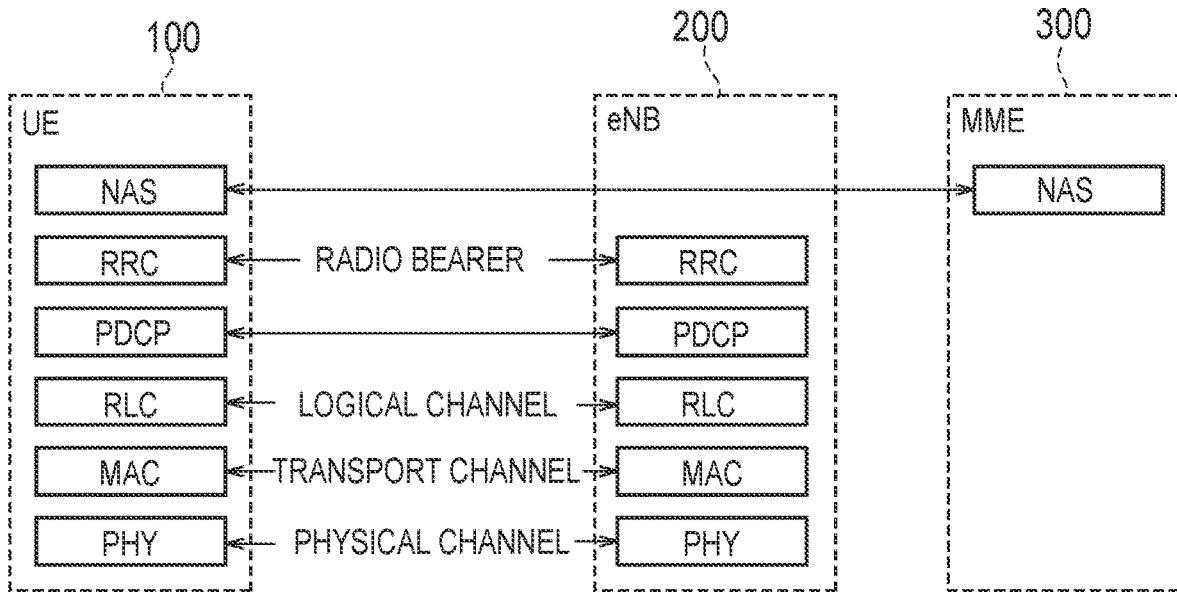 100 200 300
UE eNB MME
NAS NAS
RRC RADIO BEARER RRC
PDCP PDCP
RLC LOGICAL CHANNEL RLC
MAC TRANSPORT CHANNEL MAC
PHY PHYSICAL CHANNEL PHY